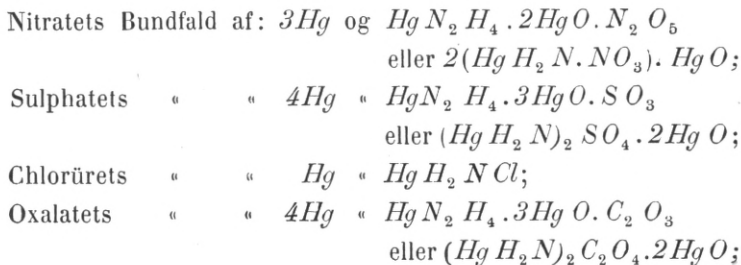 Nitratets Bundfald af: 3Hg og HgN₂H₄.2HgO.N₂O₅
eller 2(HgH₂N.NO₃).HgO;
Sulphatets « « 4Hg « HgN₂H₄.3HgO.SO₃
eller (HgH₂N)₂SO₄.2HgO;
Chlorürets « « Hg « HgH₂NCl;
Oxalatets « « 4Hg « HgN₂H₄.3HgO.C₂O₃
eller (HgH₂N)₂C₂O₄.2HgO;